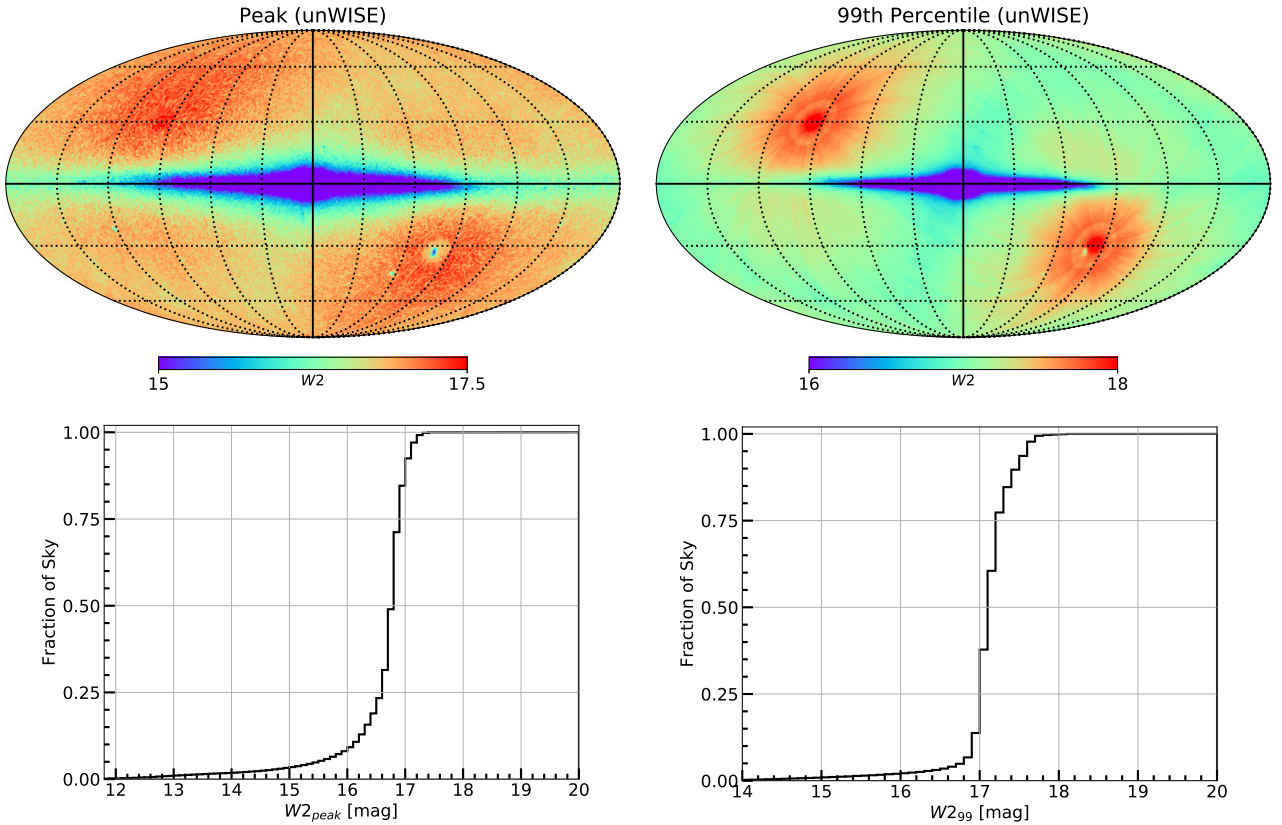 Peak (unWISE)
99th Percentile (unWISE)
15 W2 17.5
16 W2 18
1.00
0.75
0.50
0.25
0.00
Fraction of Sky
12 13 14 15 16 17 18 19 20
W2peak [mag]
1.00
0.75
0.50
0.25
0.00
Fraction of Sky
14 15 16 17 18 19 20
W299 [mag]